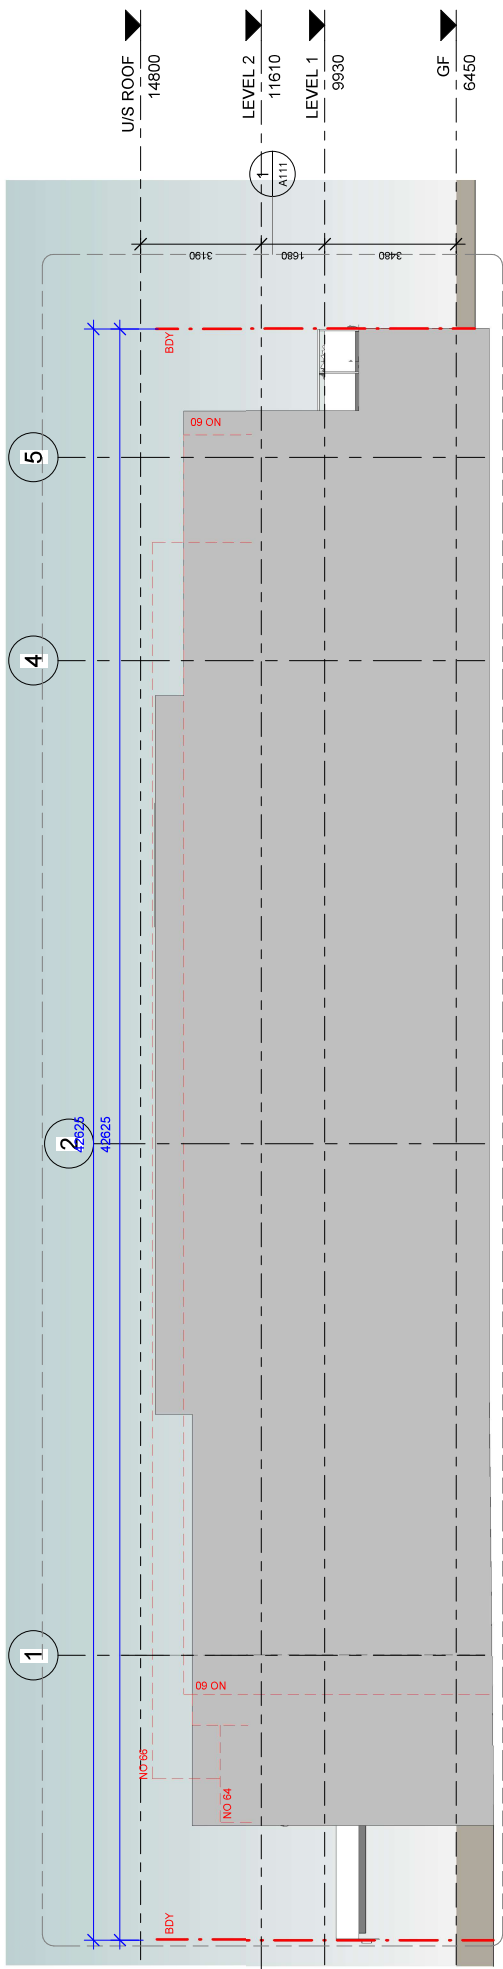 U/S ROOF
14800
LEVEL 2
11610
LEVEL 1
9930
GF
6450
1
A111
3190
1680
3480
BDY
NO 60
5
4
2
42625
42625
1
NO 60
NO 66
NO 64
BDY